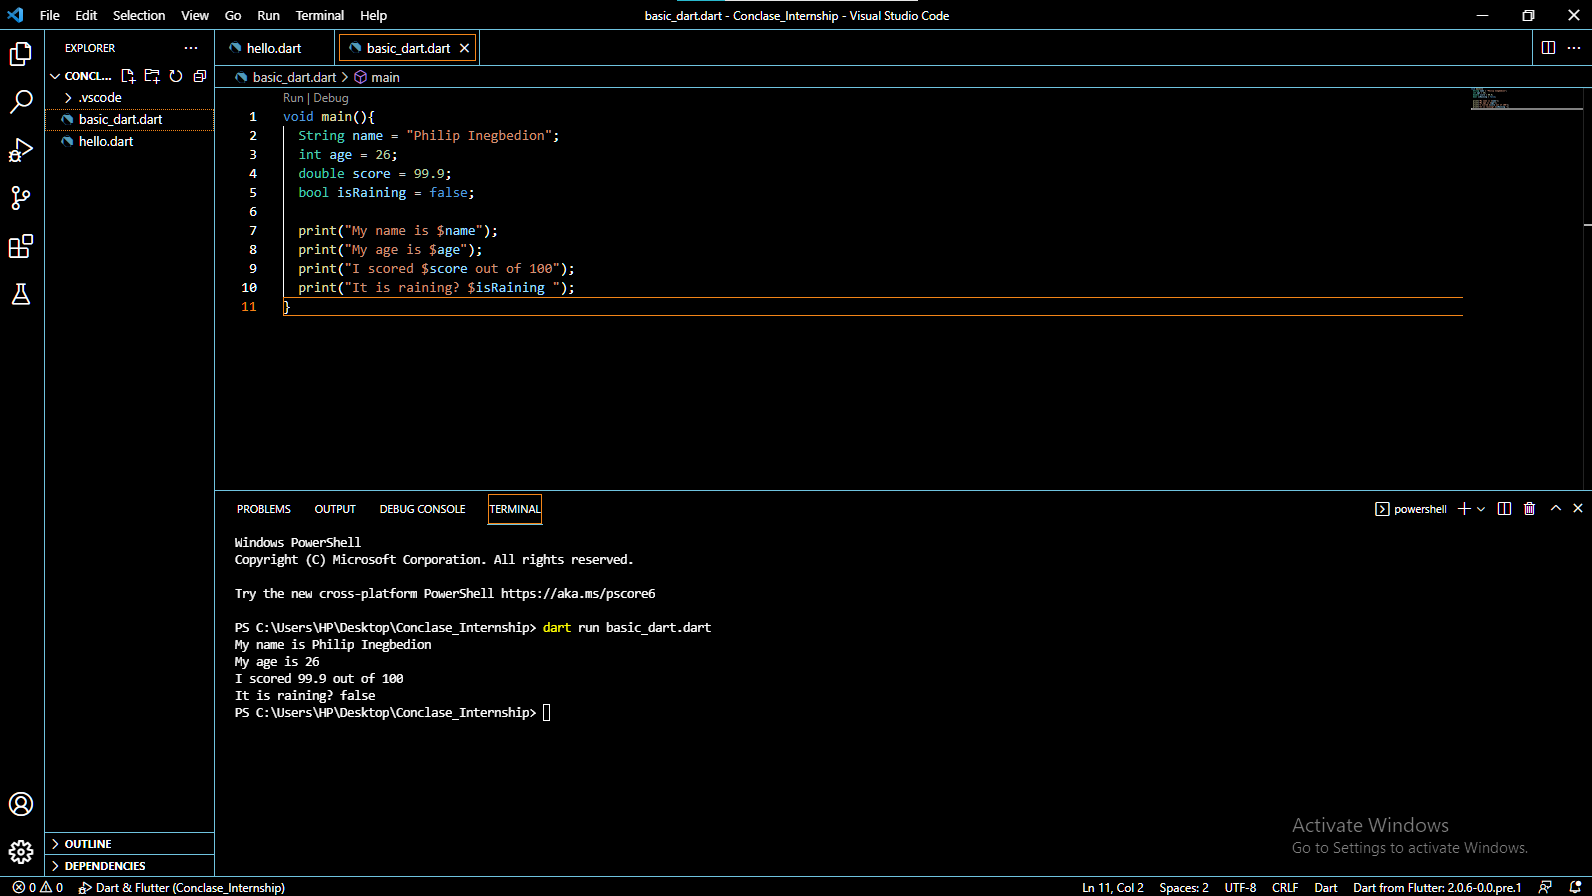 File Edit Selection View Go Run Terminal Help
basic_dart.dart - Conclase_Internship - Visual Studio Code
EXPLORER
CONCL...
.vscode
basic_dart.dart
hello.dart
hello.dart
basic_dart.dart
basic_dart.dart > main
Run | Debug
1 void main(){
2 String name = "Philip Inegbedion";
3 int age = 26;
4 double score = 99.9;
5 bool isRaining = false;
6
7 print("My name is $name");
8 print("My age is $age");
9 print("I scored $score out of 100");
10 print("It is raining? $isRaining ");
11 }
PROBLEMS OUTPUT DEBUG CONSOLE TERMINAL
powershell
Windows PowerShell
Copyright (C) Microsoft Corporation. All rights reserved.
Try the new cross-platform PowerShell https://aka.ms/pscore6
PS C:\Users\HP\Desktop\Conclase_Internship> dart run basic_dart.dart
My name is Philip Inegbedion
My age is 26
I scored 99.9 out of 100
It is raining? false
PS C:\Users\HP\Desktop\Conclase_Internship>
Activate Windows
Go to Settings to activate Windows.
OUTLINE
DEPENDENCIES
0 0 Dart & Flutter (Conclase_Internship)
Ln 11, Col 2 Spaces: 2 UTF-8 CRLF Dart Dart from Flutter: 2.0.6-0.0.pre.1